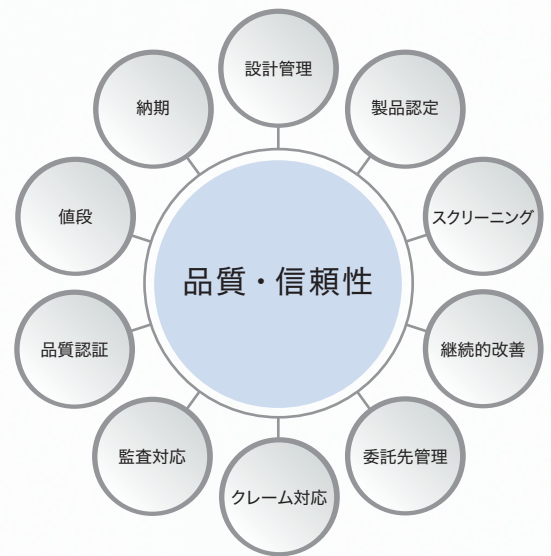 設計管理
製品認定
スクリーニング
継続的改善
委託先管理
クレーム対応
監査対応
品質認証
値段
納期
品質・信頼性